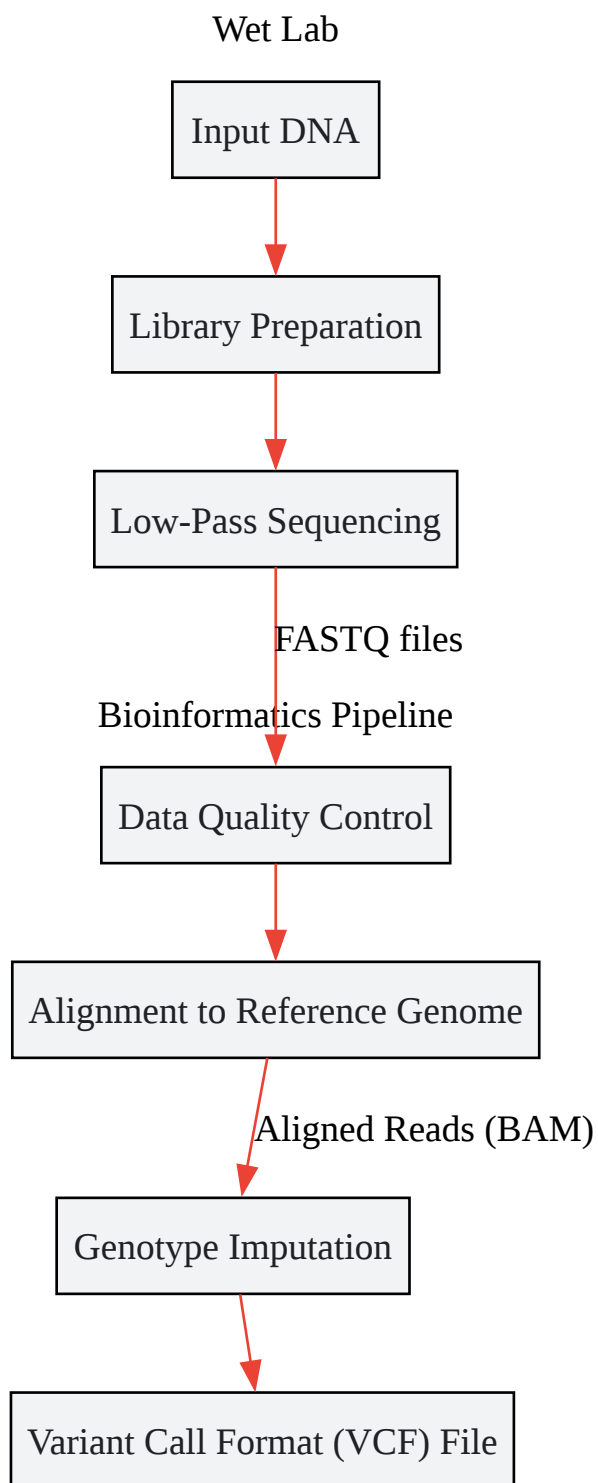 Wet Lab
Input DNA
Library Preparation
Low-Pass Sequencing
FASTQ files
Bioinformatics Pipeline
Data Quality Control
Alignment to Reference Genome
Aligned Reads (BAM)
Genotype Imputation
Variant Call Format (VCF) File